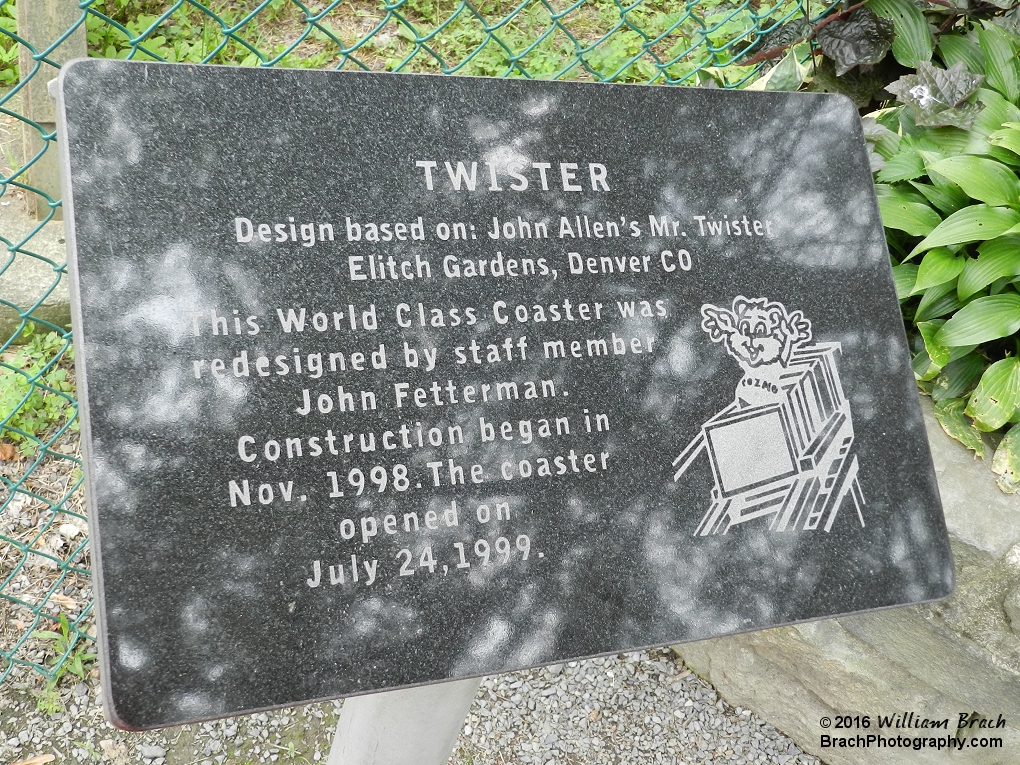 TWISTER
Design based on: John Allen's Mr. Twister
Elitch Gardens, Denver CO
This World Class Coaster was
redesigned by staff member
John Fetterman.
Construction began in
Nov. 1998. The coaster
opened on
July 24, 1999.
KOZMO
©2016 William Brach
BrachPhotography.com